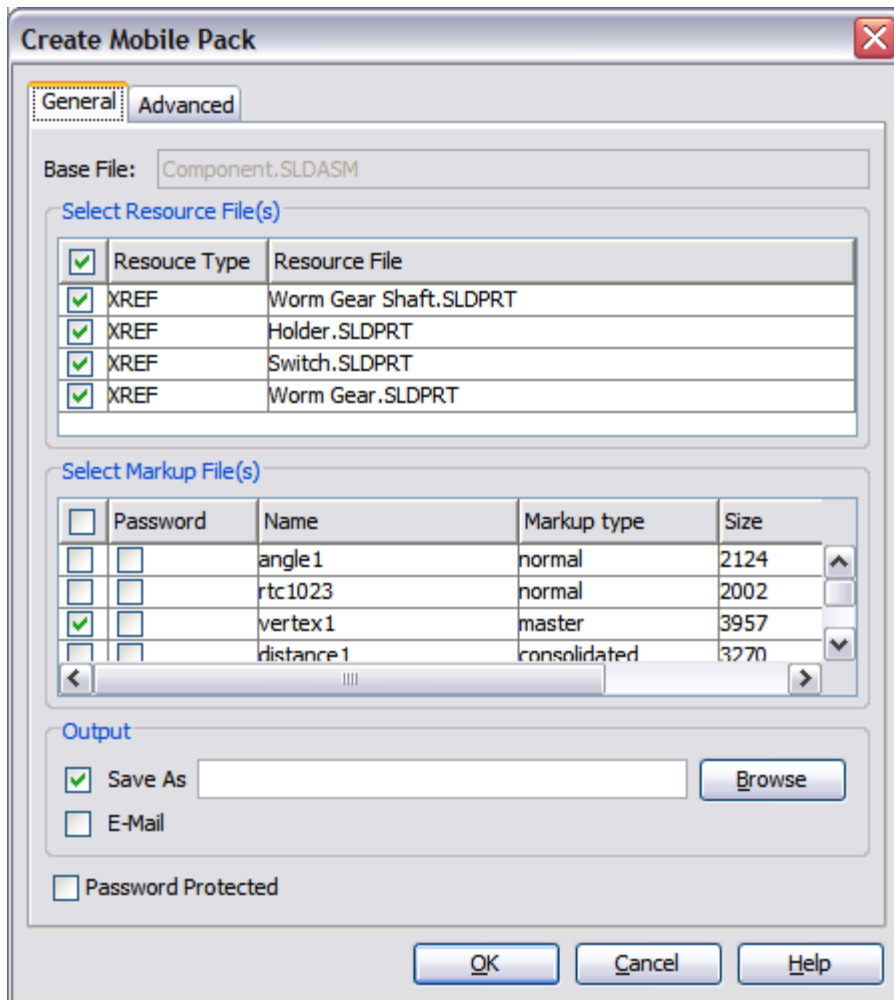 Create Mobile Pack
General Advanced
Base File: Component.SLDASM
Select Resource File(s)
Resouce Type Resource File
XREF Worm Gear Shaft.SLDPRT
XREF Holder.SLDPRT
XREF Switch.SLDPRT
XREF Worm Gear.SLDPRT
Select Markup File(s)
Password Name Markup type Size
angle1 normal 2124
rtc1023 normal 2002
vertex1 master 3957
distance1 consolidated 3270
Output
Save As Browse
E-Mail
Password Protected
OK Cancel Help